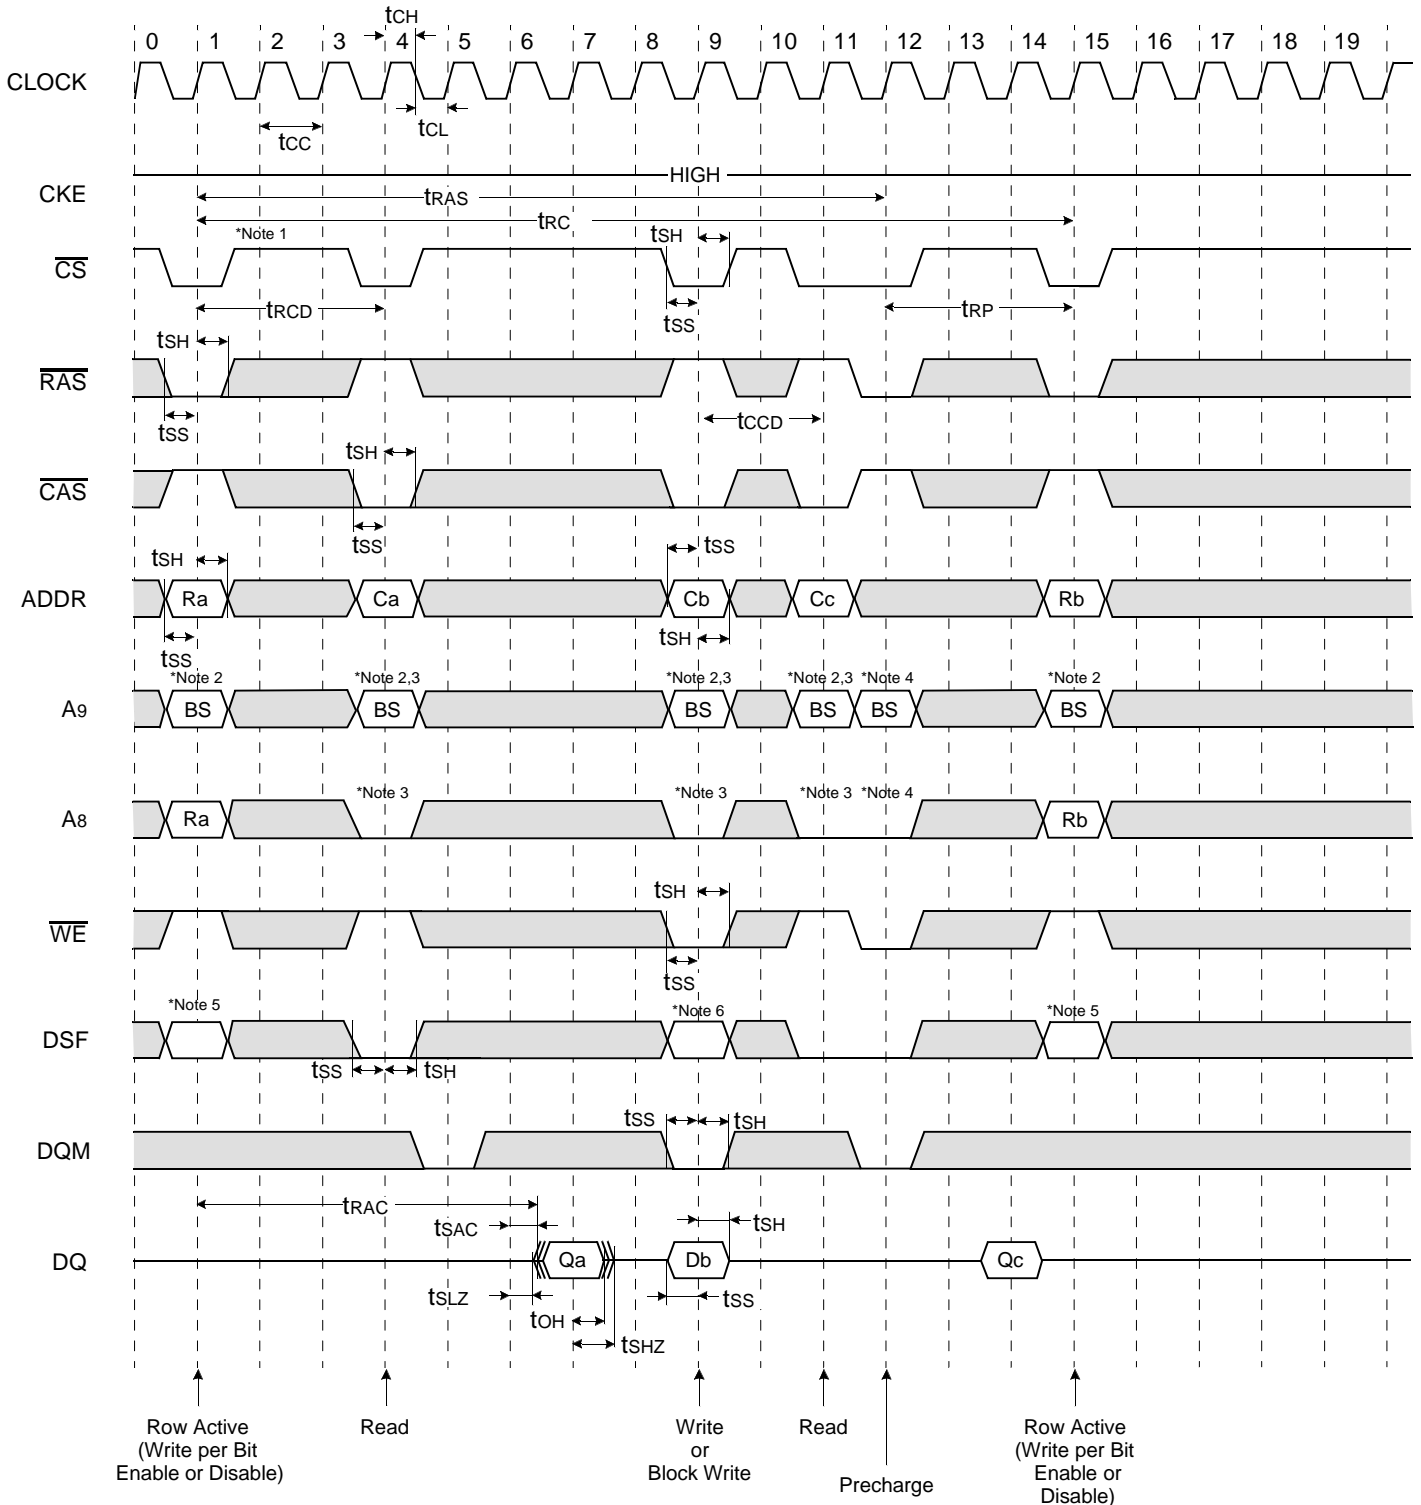 tCH
0 1 2 3 4 5 6 7 8 9 10 11 12 13 14 15 16 17 18 19
CLOCK
tCL
tCC
HIGH
CKE
tRAS
tRC
*Note 1
tSH
CS
tRCD
tRP
tSS
tSH
RAS
tCCD
tSS
tSH
CAS
tSS
tSS
tSH
ADDR
Ra Ca Cb Cc Rb
tSH
tSS
*Note 2 *Note 2,3 *Note 2,3 *Note 2,3 *Note 4 *Note 2
A9
BS BS BS BS BS BS
*Note 3 *Note 3 *Note 3 *Note 4
A8
Ra Rb
tSH
WE
tSS
*Note 5 *Note 6 *Note 5
DSF
tSS tSH
tSS tSH
DQM
tRAC
tSAC tSH
DQ
Qa Db Qc
tSLZ tSS
tOH
tSHZ
Row Active
(Write per Bit
Enable or Disable)
Read
Write
or
Block Write
Read
Precharge
Row Active
(Write per Bit
Enable or
Disable)